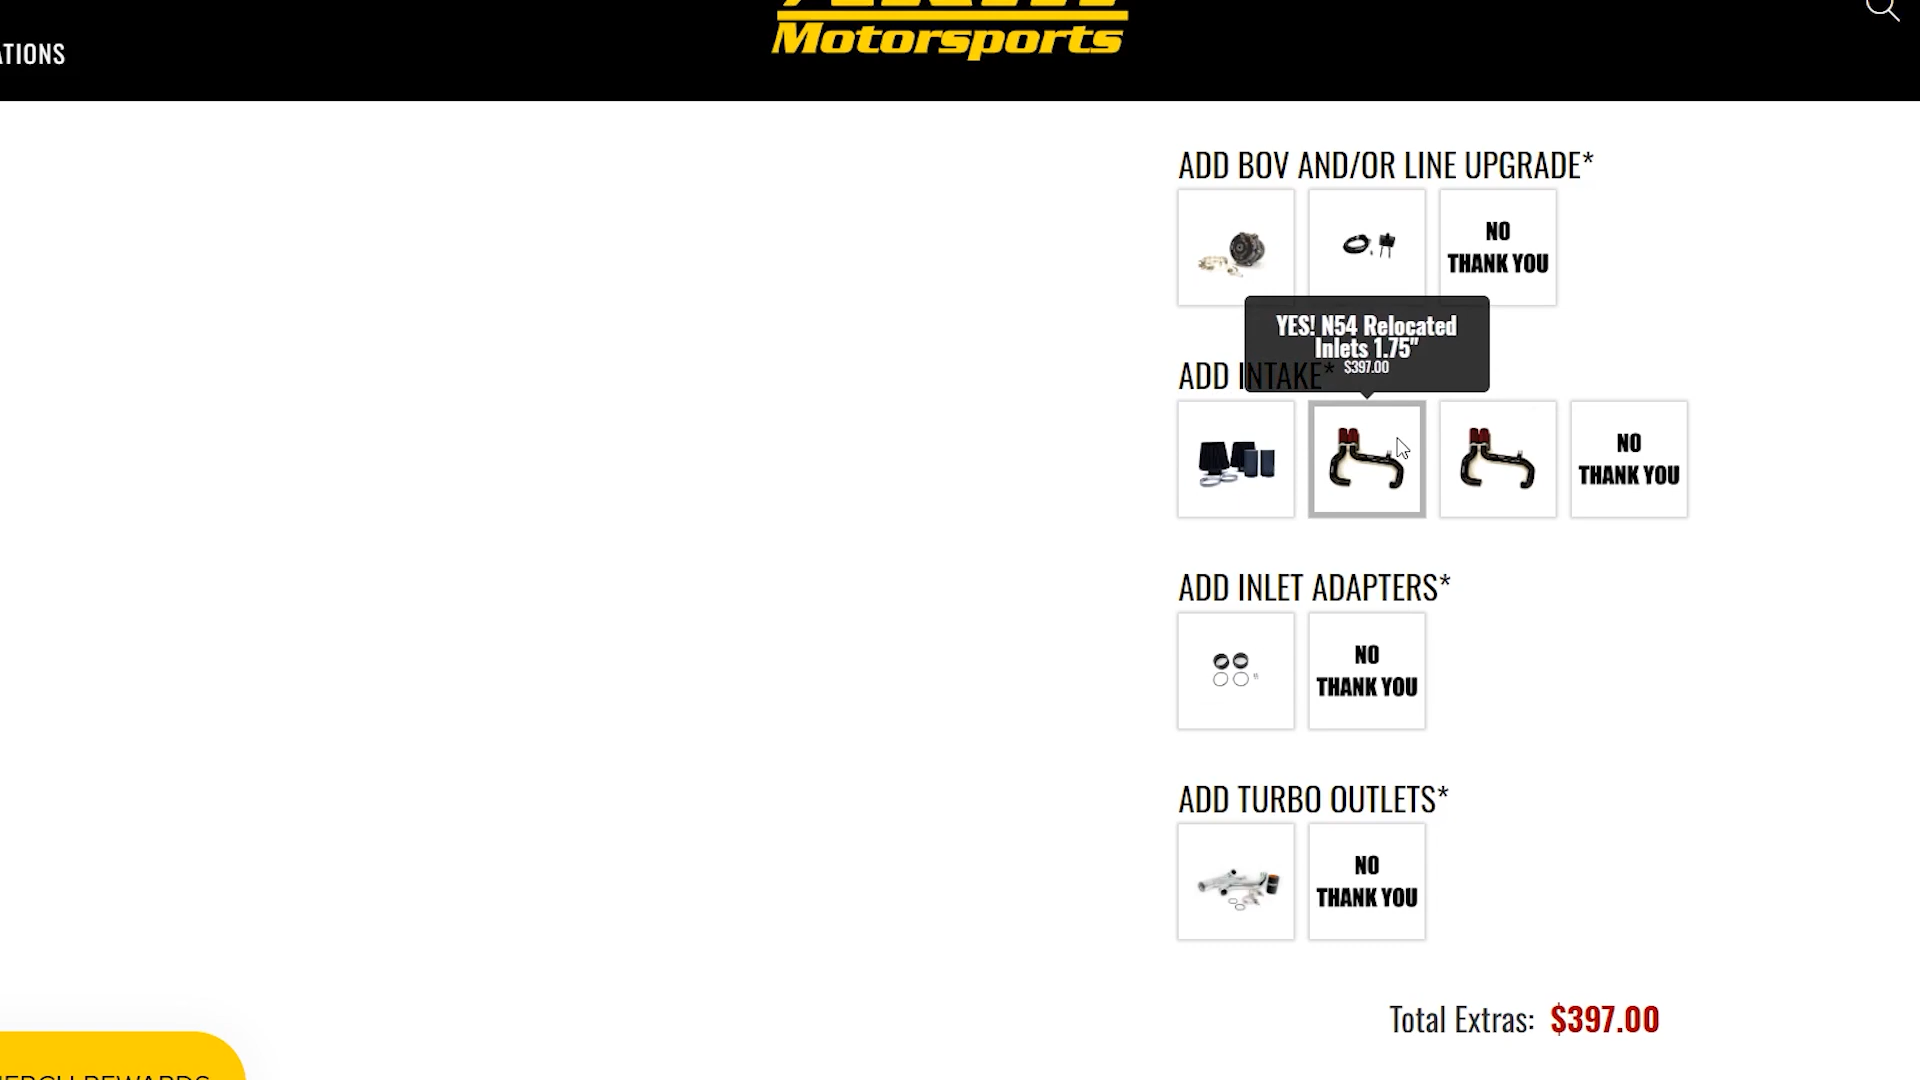 Motorsports
ATIONS
ADD BOV AND/OR LINE UPGRADE*
NO
THANK YOU
YES! N54 Relocated
Inlets 1.75"
$397.00
ADD INTAKE*
NO
THANK YOU
ADD INLET ADAPTERS*
NO
THANK YOU
ADD TURBO OUTLETS*
NO
THANK YOU
Total Extras: $397.00
REWARDS